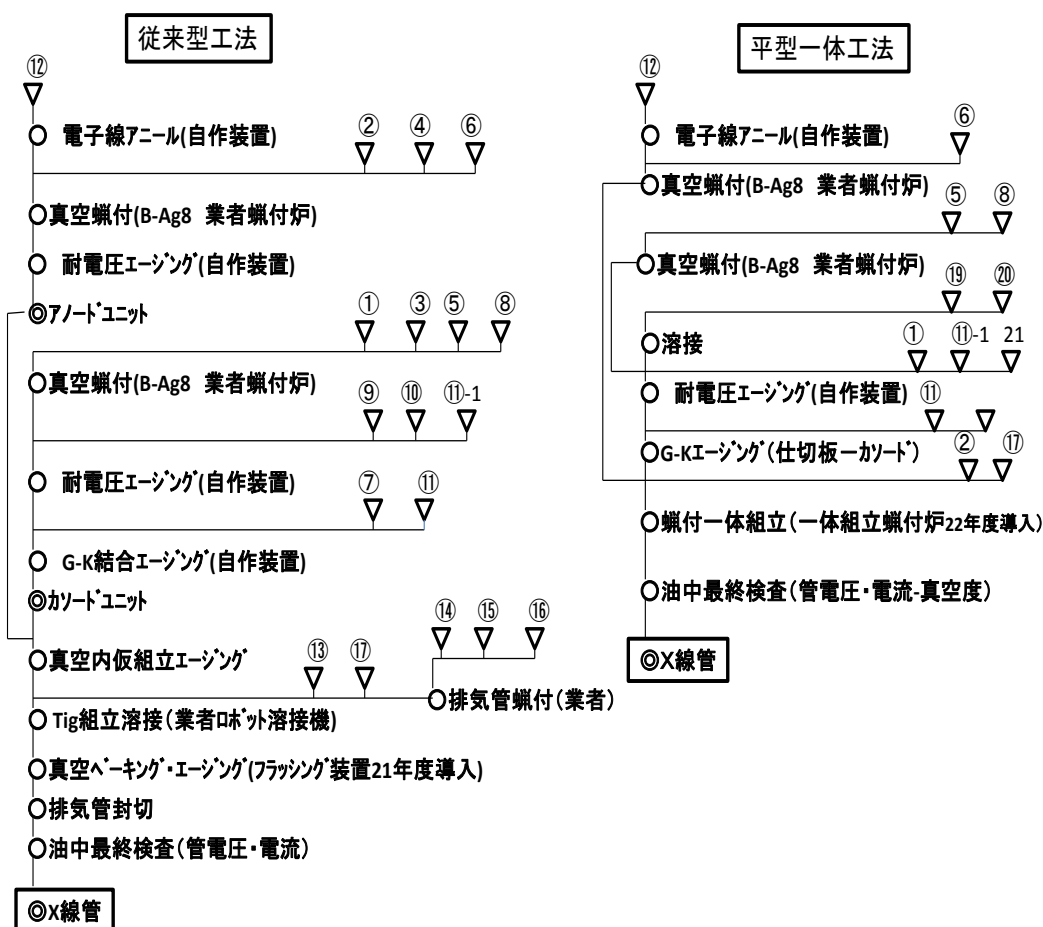 従来型工法
⑫
電子線アニール(自作装置)
② ④ ⑥
真空蝋付(B-Ag8 業者蝋付炉)
耐電圧エージング(自作装置)
◎アノードユニット
① ③ ⑤ ⑧
真空蝋付(B-Ag8 業者蝋付炉)
⑨ ⑩ ⑪-1
耐電圧エージング(自作装置)
⑦ ⑪
G-K結合エージング(自作装置)
◎カソードユニット
⑭ ⑮ ⑯
真空内仮組立エージング
⑬ ⑰
排気管蝋付(業者)
Tig組立溶接(業者ロボット溶接機)
真空ベーキング・エージング(フラッシング装置21年度導入)
排気管封切
油中最終検査(管電圧・電流)
◎X線管
平型一体工法
⑫
電子線アニール(自作装置)
⑥
真空蝋付(B-Ag8 業者蝋付炉)
⑤ ⑧
真空蝋付(B-Ag8 業者蝋付炉)
⑲ ⑳
溶接
① ⑪-1 21
耐電圧エージング(自作装置)
⑪
G-Kエージング(仕切板ーカソード)
② ⑰
蝋付一体組立(一体組立蝋付炉22年度導入)
油中最終検査(管電圧・電流-真空度)
◎X線管